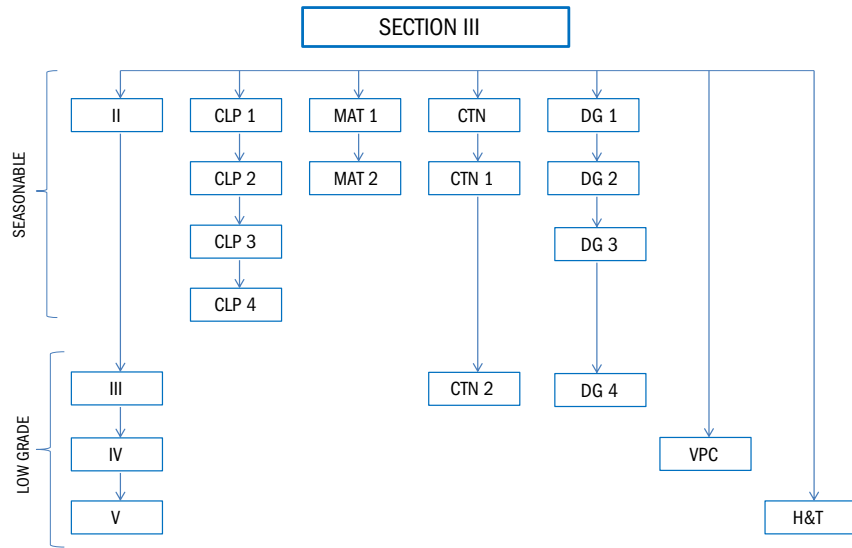 SECTION III
SEASONABLE
II
CLP 1
MAT 1
CTN
DG 1
CLP 2
MAT 2
CTN 1
DG 2
CLP 3
DG 3
CLP 4
LOW GRADE
III
CTN 2
DG 4
IV
VPC
V
H&T